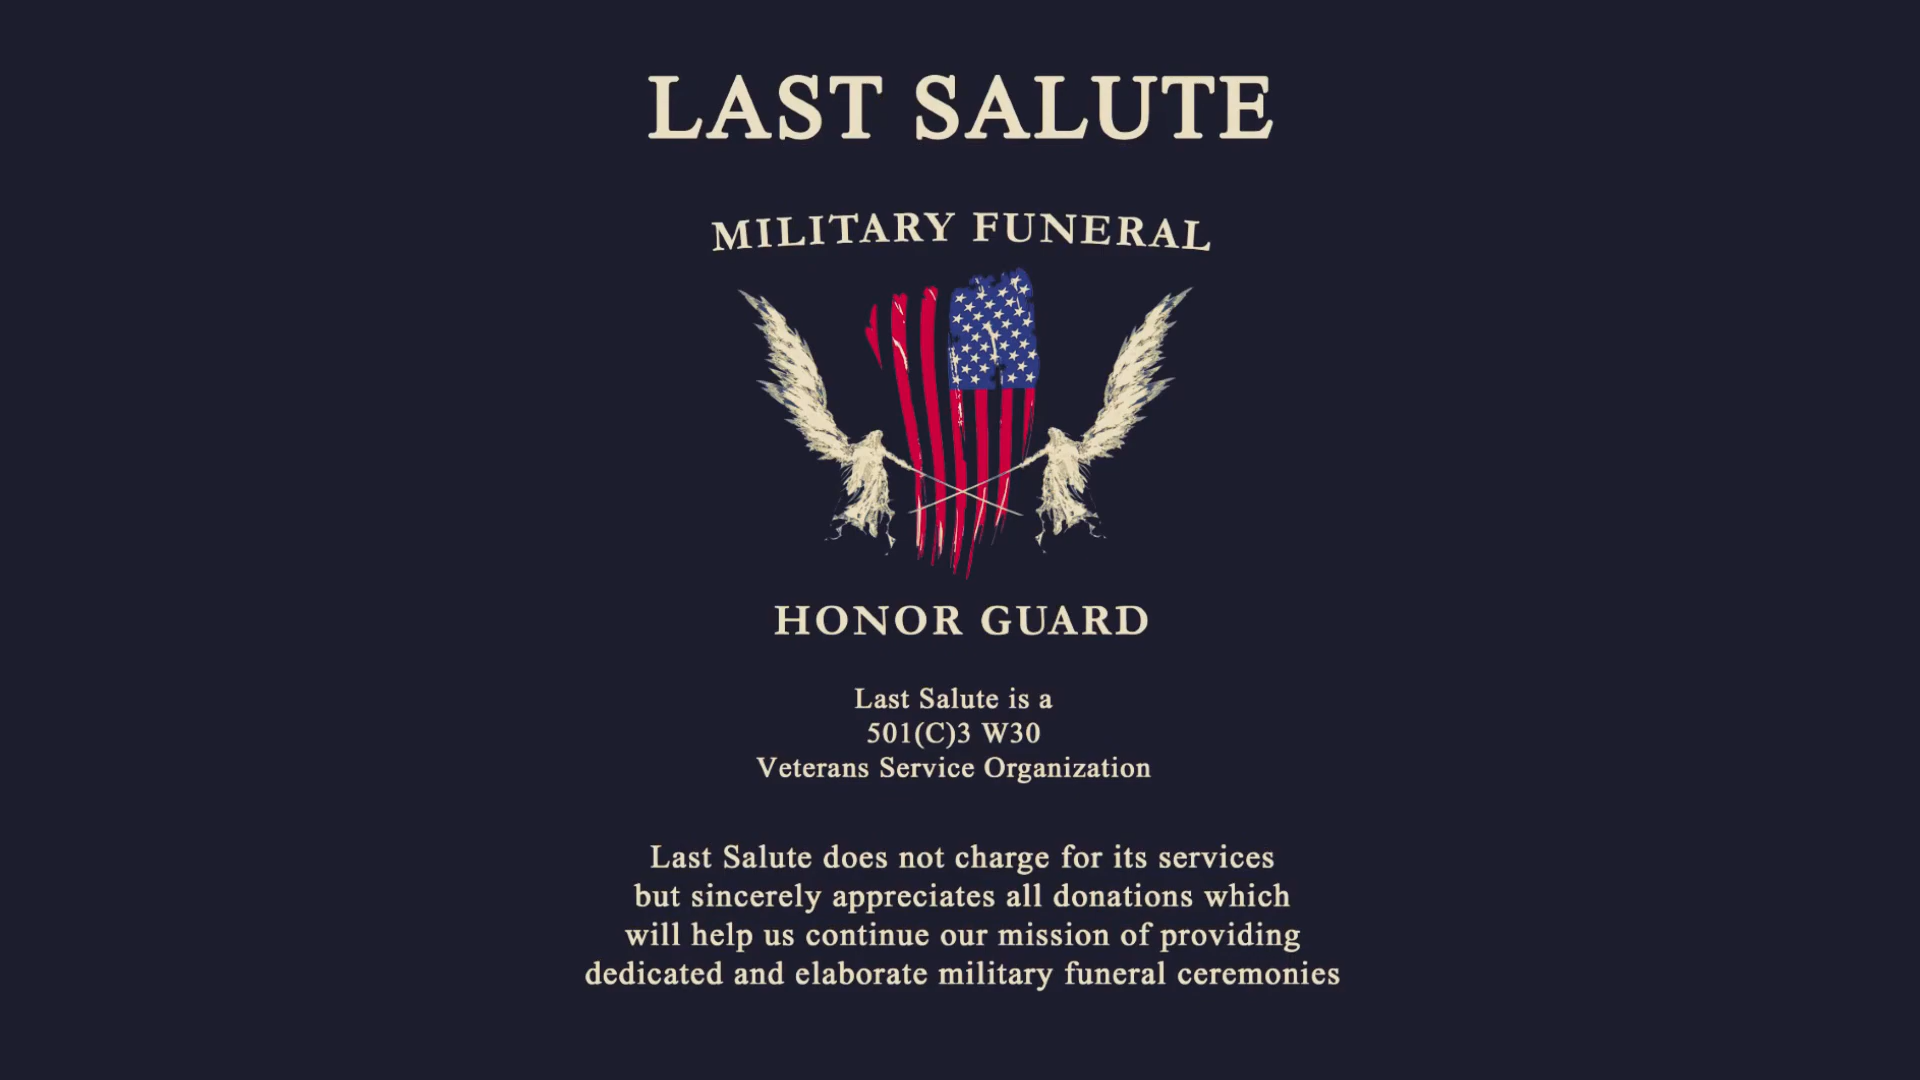 LAST SALUTE
MILITARY FUNERAL
HONOR GUARD
Last Salute is a
501(C)3 W30
Veterans Service Organization
Last Salute does not charge for its services
but sincerely appreciates all donations which
will help us continue our mission of providing
dedicated and elaborate military funeral ceremonies